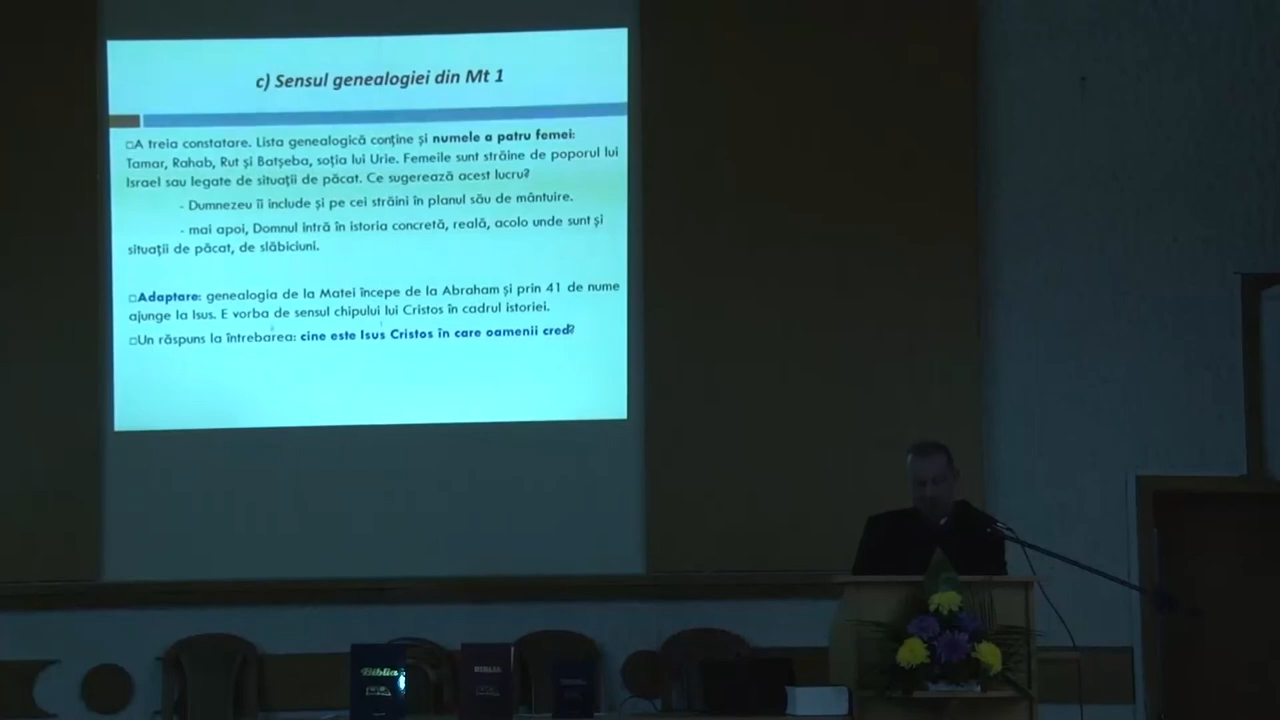 c) Sensul genealogiei din Mt 1
□A treia constatare. Lista genealogică conține și numele a patru femei:
Tamar, Rahab, Rut și Batșeba, soția lui Urie. Femeile sunt străine de poporul lui
Israel sau legate de situații de păcat. Ce sugerează acest lucru?
- Dumnezeu îi include și pe cei străini în planul său de mântuire.
- mai apoi, Domnul intră în istoria concretă, reală, acolo unde sunt și
situații de păcat, de slăbiciuni.
□Adaptare: genealogia de la Matei începe de la Abraham și prin 41 de nume
ajunge la Isus. E vorba de sensul chipului lui Cristos în cadrul istoriei.
□Un răspuns la întrebarea: cine este Isus Cristos în care oamenii cred?
Biblia
BIBLIA